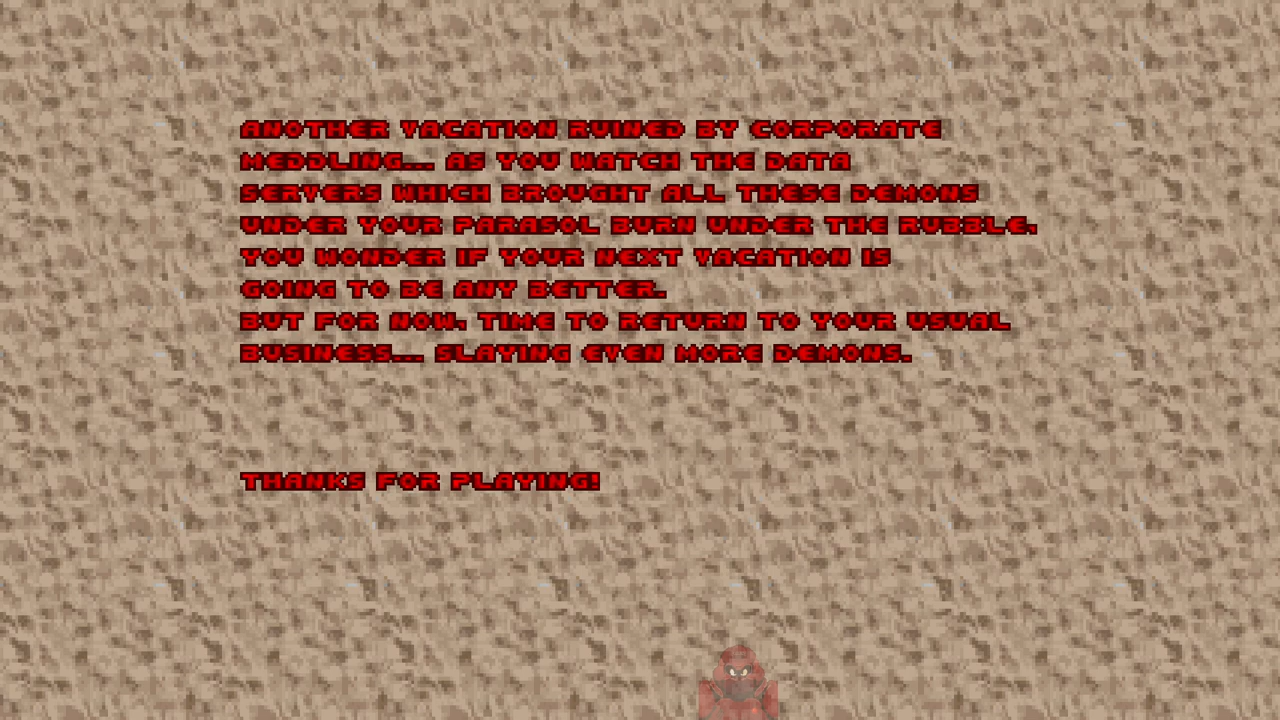 ANOTHER VACATION RUINED BY CORPORATE
MEDDLING... AS YOU WATCH THE DATA
SERVERS WHICH BROUGHT ALL THESE DEMONS
UNDER YOUR PARASOL BURN UNDER THE RUBBLE,
YOU WONDER IF YOUR NEXT VACATION IS
GOING TO BE ANY BETTER.
BUT FOR NOW, TIME TO RETURN TO YOUR USUAL
BUSINESS... SLAYING EVEN MORE DEMONS.
THANKS FOR PLAYING!